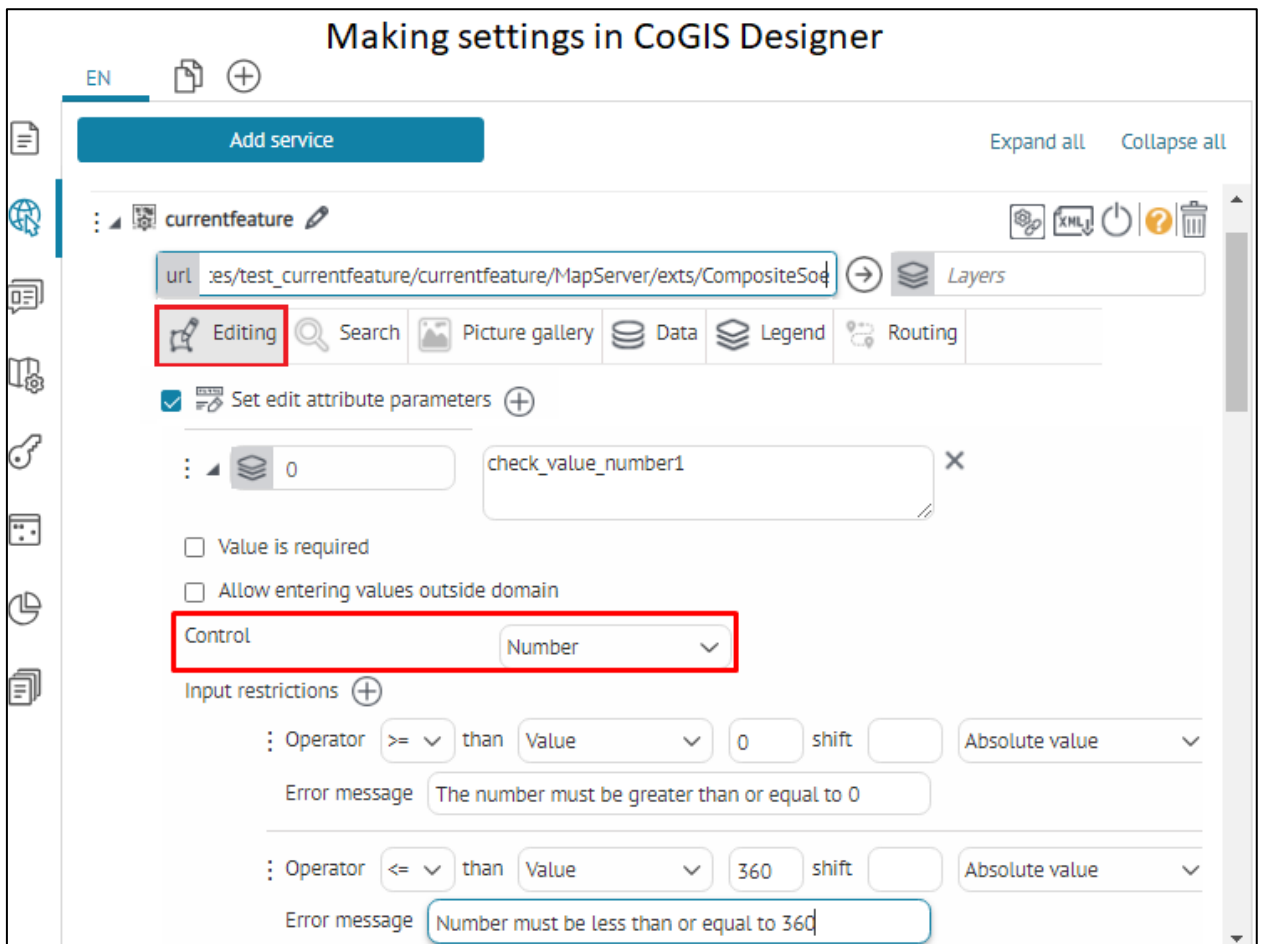 Making settings in CoGIS Designer
EN
Add service
Expand all
Collapse all
currentfeature
XML
?
url :es/test_currentfeature/currentfeature/MapServer/exts/CompositeSoe
Layers
Editing Search Picture gallery Data Legend Routing
Set edit attribute parameters
0
check_value_number1
Value is required
Allow entering values outside domain
Control Number
Input restrictions
Operator >= than Value 0 shift Absolute value
Error message The number must be greater than or equal to 0
Operator <= than Value 360 shift Absolute value
Error message Number must be less than or equal to 360